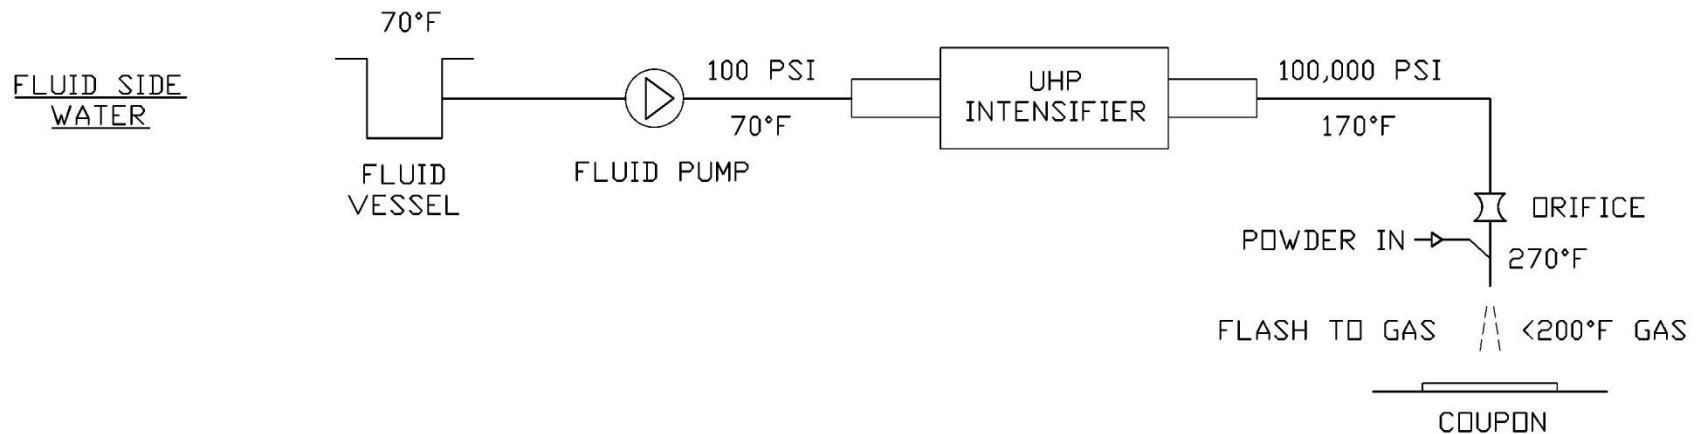 70°F
FLUID SIDE
WATER
100 PSI
70°F
UHP
INTENSIFIER
100,000 PSI
170°F
FLUID
VESSEL
FLUID PUMP
ORIFICE
POWDER IN
270°F
FLASH TO GAS
<200°F GAS
COUPON